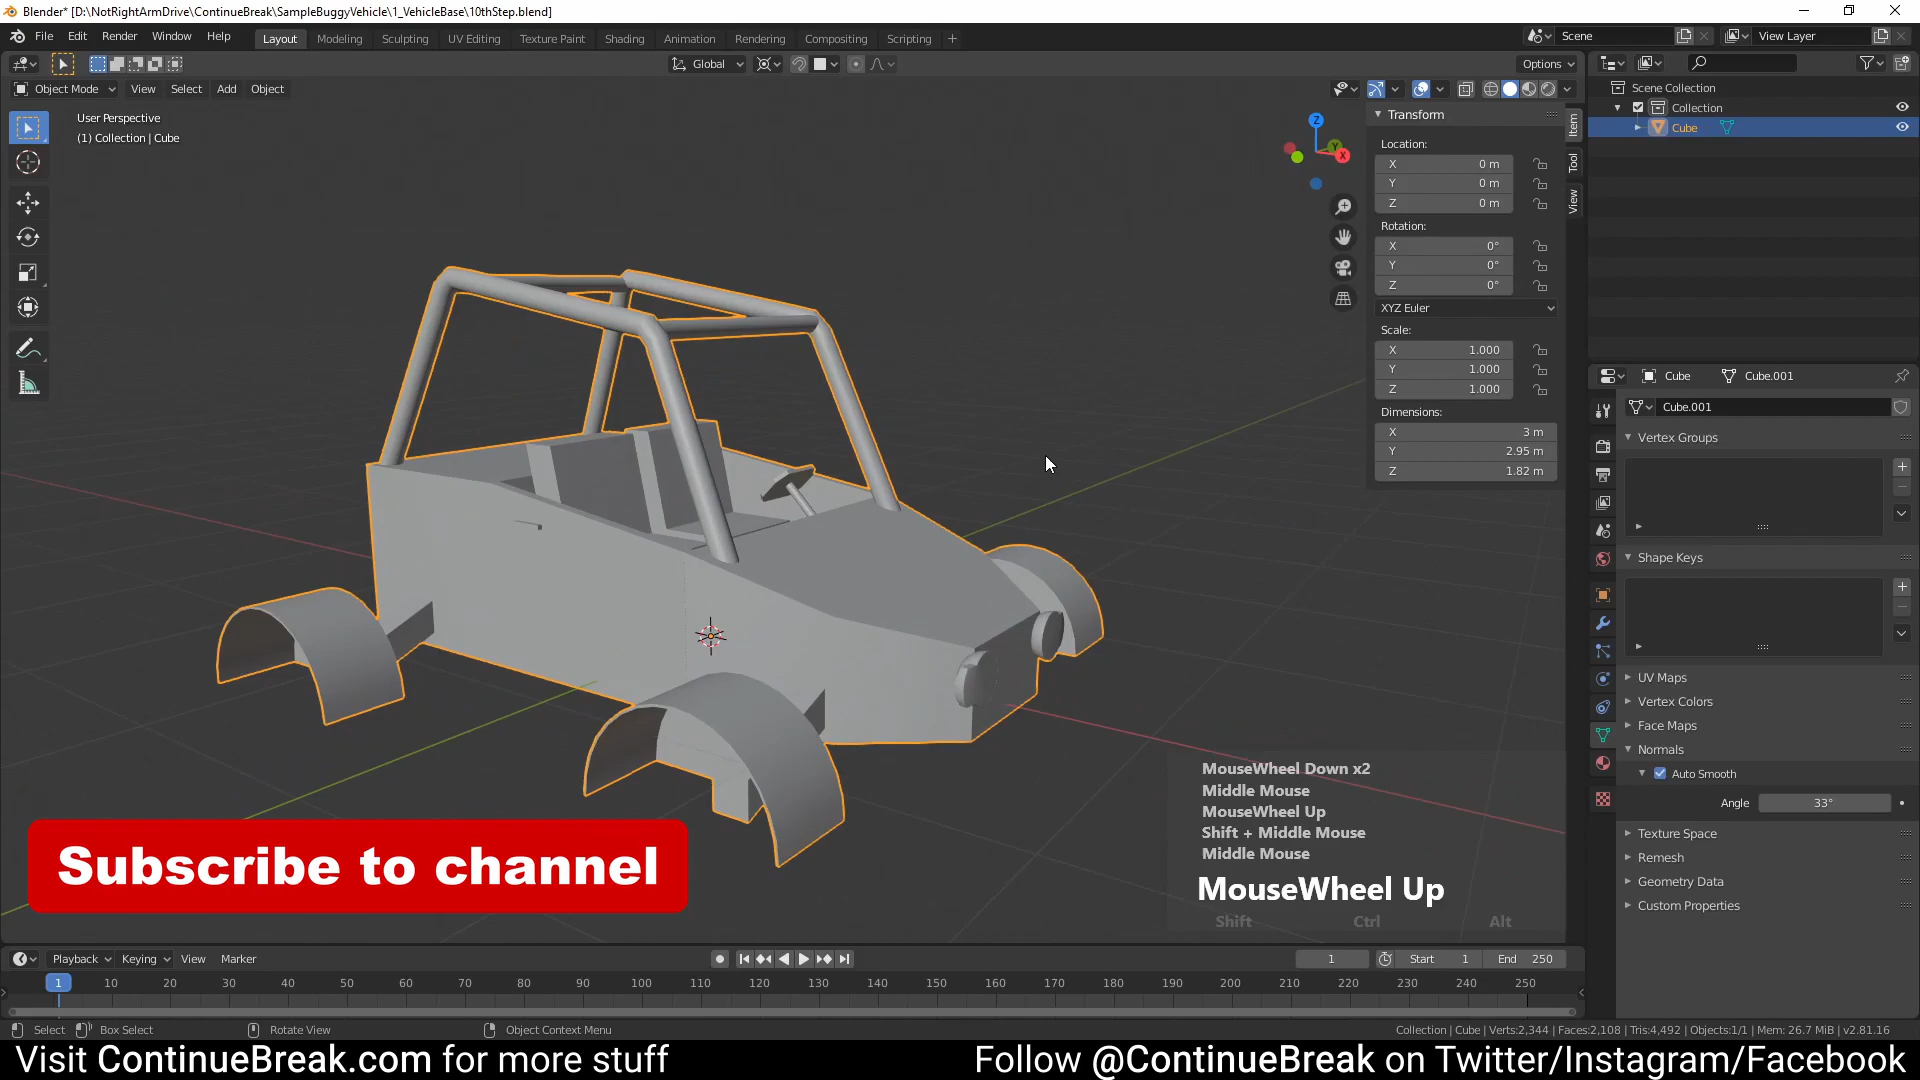 Blender* [D:\NotRightArmDrive\ContinueBreak\SampleBuggyVehicle\1_VehicleBase\10thStep.blend]
File Edit Render Window Help Layout Modeling Sculpting UV Editing Texture Paint Shading Animation Rendering Compositing Scripting + Scene View Layer
Global Options
Object Mode View Select Add Object
User Perspective
(1) Collection | Cube
Z
Y
X
Transform
Location:
X 0 m
Y 0 m
Z 0 m
Rotation:
X 0°
Y 0°
Z 0°
XYZ Euler
Scale:
X 1.000
Y 1.000
Z 1.000
Dimensions:
X 3 m
Y 2.95 m
Z 1.82 m
Item
Tool
View
Scene Collection
Collection
Cube
Cube Cube.001
Cube.001
Vertex Groups
Shape Keys
UV Maps
Vertex Colors
Face Maps
Normals
Auto Smooth
Angle 33°
Texture Space
Remesh
Geometry Data
Custom Properties
MouseWheel Down x2
Middle Mouse
MouseWheel Up
Shift + Middle Mouse
Middle Mouse
MouseWheel Up
Shift Ctrl Alt
Subscribe to channel
Playback Keying View Marker 1 Start 1 End 250
1 10 20 30 40 50 60 70 80 90 100 110 120 130 140 150 160 170 180 190 200 210 220 230 240 250
Select Box Select Rotate View Object Context Menu Collection | Cube | Verts:2,344 | Faces:2,108 | Tris:4,492 | Objects:1/1 | Mem: 26.7 MiB | v2.81.16
Visit ContinueBreak.com for more stuff Follow @ContinueBreak on Twitter/Instagram/Facebook